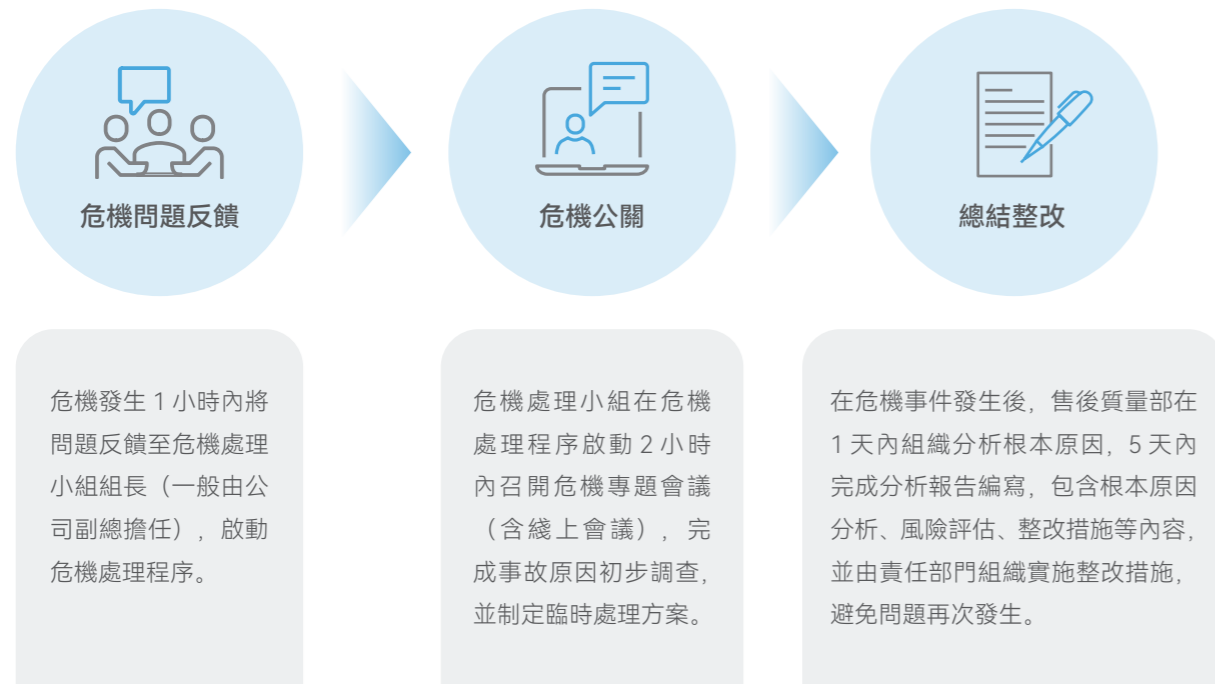 危機問題反饋
危機公關
總結整改
危機發生 1 小時內將
問題反饋至危機處理
小組組長（一般由公
司副總擔任），啟動
危機處理程序。
危機處理小組在危機
處理程序啟動 2 小時
內召開危機專題會議
（含綫上會議），完
成事故原因初步調查，
並制定臨時處理方案。
在危機事件發生後，售後質量部在
1 天內組織分析根本原因，5 天內
完成分析報告編寫，包含根本原因
分析、風險評估、整改措施等內容，
並由責任部門組織實施整改措施，
避免問題再次發生。